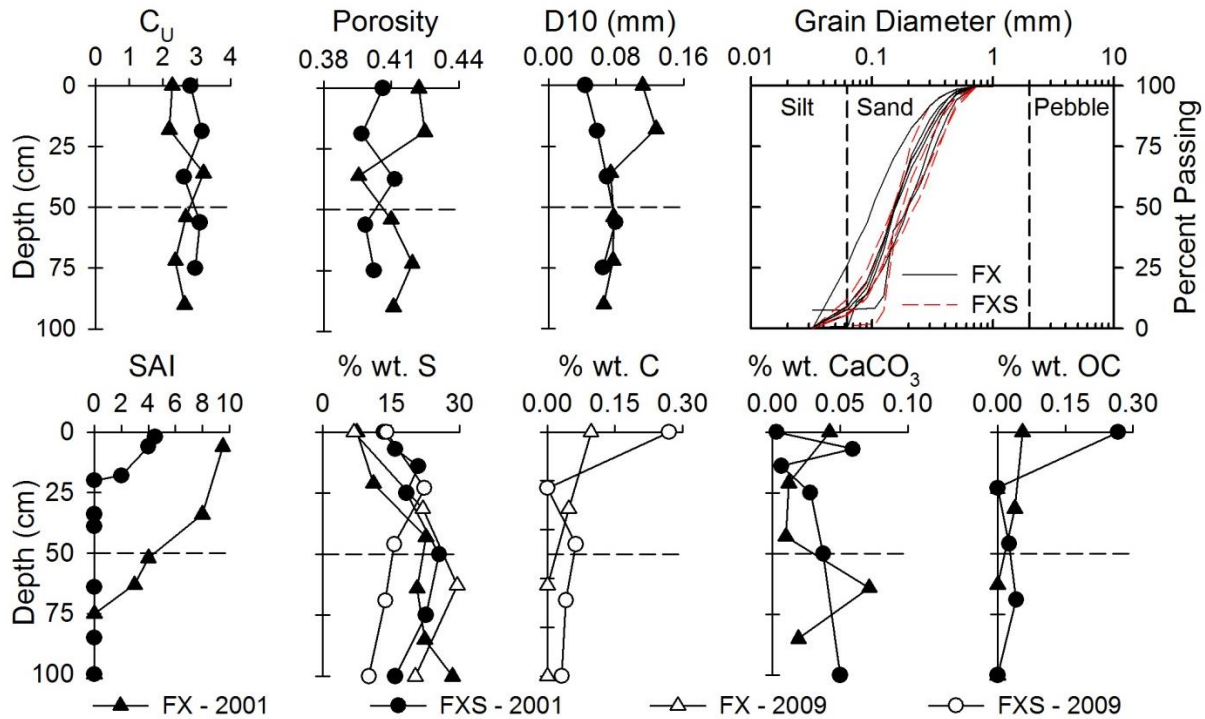 C_U
0 1 2 3 4
Porosity
0.38 0.41 0.44
D10 (mm)
0.00 0.08 0.16
Grain Diameter (mm)
0.01 0.1 1 10
Depth (cm)
0
25
50
75
100
Silt Sand Pebble
FX
FXS
100
75
50
25
0
Percent Passing
SAI
0 2 4 6 8 10
% wt. S
0 15 30
% wt. C
0.00 0.15 0.30
% wt. CaCO₃
0.00 0.05 0.10
% wt. OC
0.00 0.15 0.30
Depth (cm)
0
25
50
75
100
FX - 2001 FXS - 2001 FX - 2009 FXS - 2009